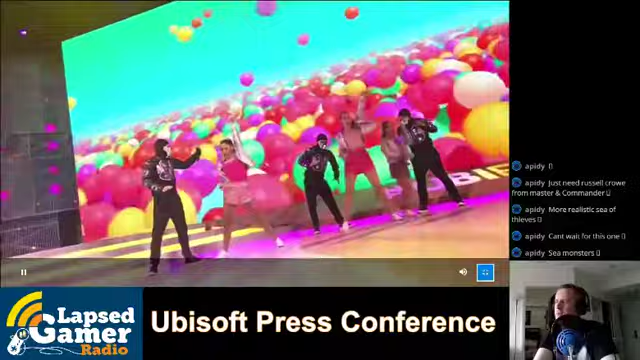 apidy
apidy Just need russell crowe
from master & Commander
apidy More realistic sea of
thieves
apidy Cant wait for this one
apidy Sea monsters
Lapsed
Gamer
Radio
Ubisoft Press Conference